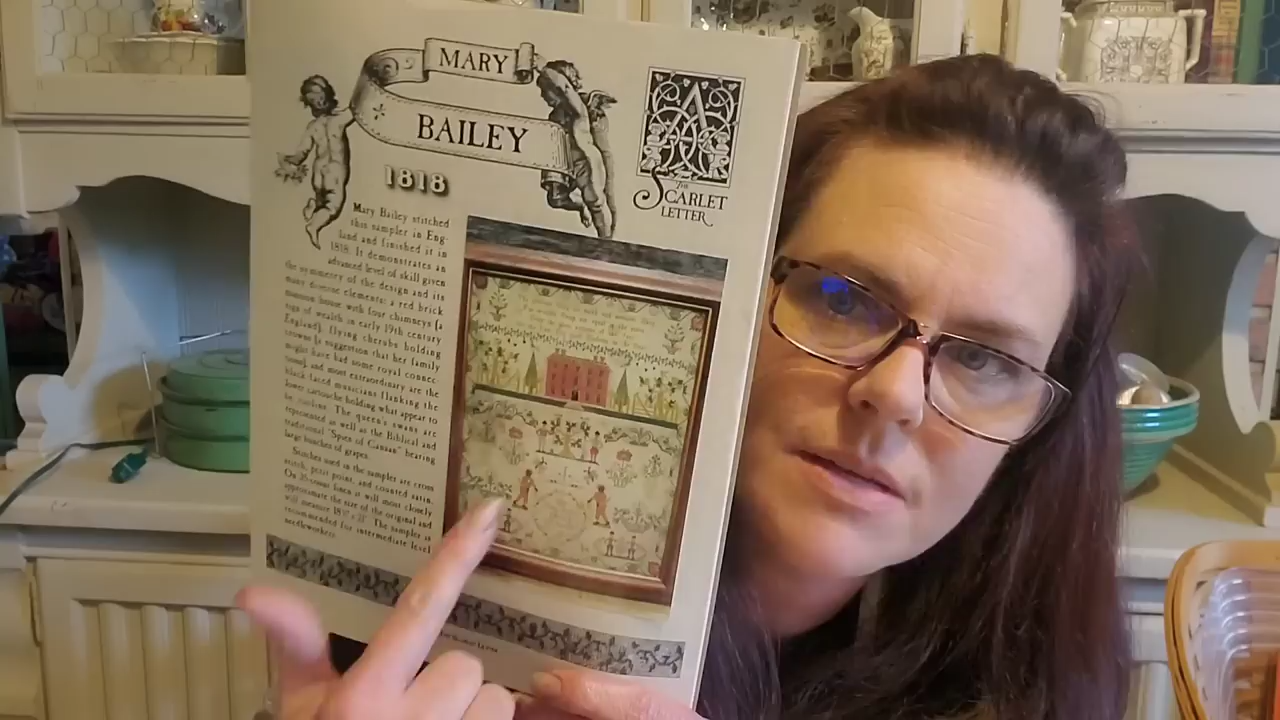 MARY
BAILEY
1818
THE
SCARLET
LETTER
Mary Bailey stitched
this sampler in Eng-
land and finished it in
1818. It demonstrates an
advanced level of skill given
the symmetry of the design and its
many diverse elements: a red brick
mansion house with four chimneys (a
sign of wealth in early 19th century
England), flying cherubs holding
crowns (a suggestion that her family
might have had some royal connec-
tions), and most extraordinary are the
black-faced musicians flanking the
lower cartouche holding what appear to
be violins. The queen's swans are
represented as well as the Biblical and
traditional "Spies of Canaan" bearing
large bunches of grapes.
Stitches used in the samplers are cross
stitch, petit point, and counted satin.
On 35-count linen it will most closely
approximate the size of the original and
will measure
The sampler is
recommended for intermediate level
needleworkers.